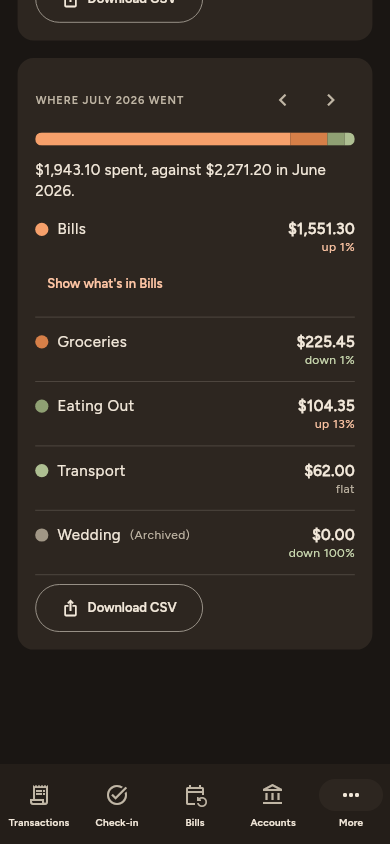 Download CSV
WHERE JULY 2026 WENT
$1,943.10 spent, against $2,271.20 in June
2026.
Bills $1,551.30
up 1%
Show what's in Bills
Groceries $225.45
down 1%
Eating Out $104.35
up 13%
Transport $62.00
flat
Wedding (Archived) $0.00
down 100%
Download CSV
Transactions Check-in Bills Accounts More